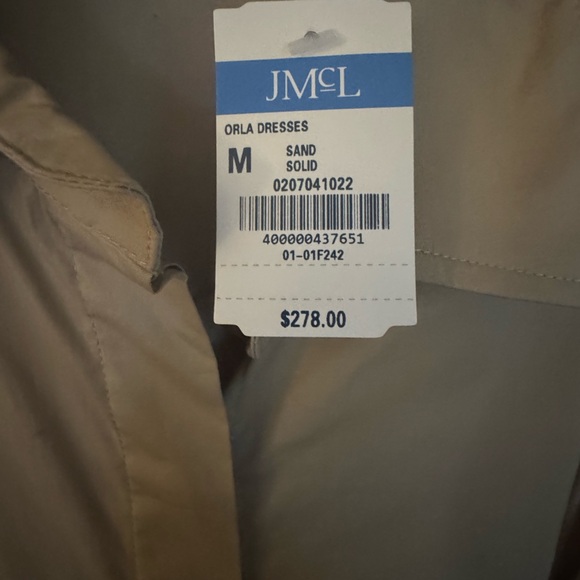 JMcL
ORLA DRESSES
M
SAND
SOLID
0207041022
400000437651
01-01F242
$278.00